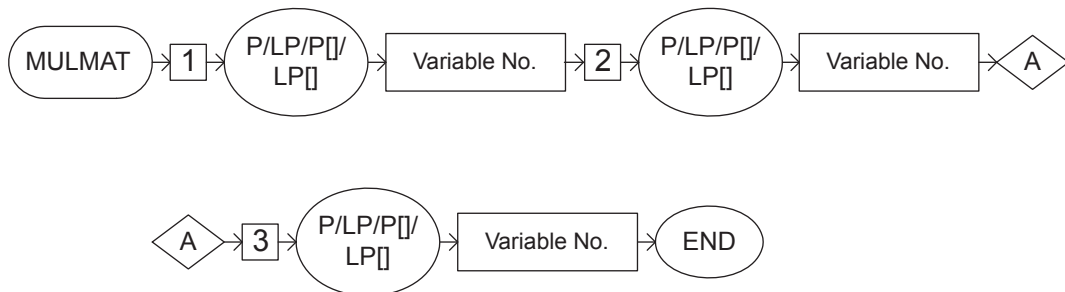 MULMAT
1
P/LP/P[]/
LP[]
Variable No.
2
P/LP/P[]/
LP[]
Variable No.
A
A
3
P/LP/P[]/
LP[]
Variable No.
END